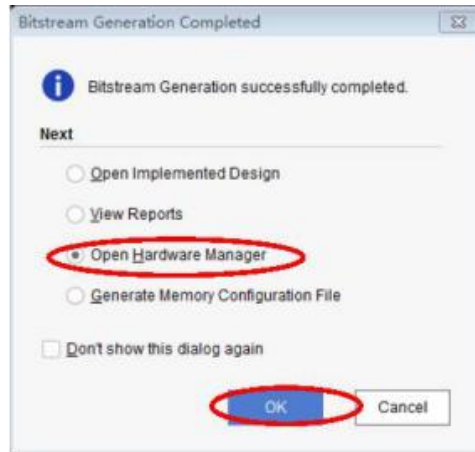 Bitstream Generation Completed
Bitstream Generation successfully completed.
Next
Open Implemented Design
View Reports
Open Hardware Manager
Generate Memory Configuration File
Don't show this dialog again
OK
Cancel